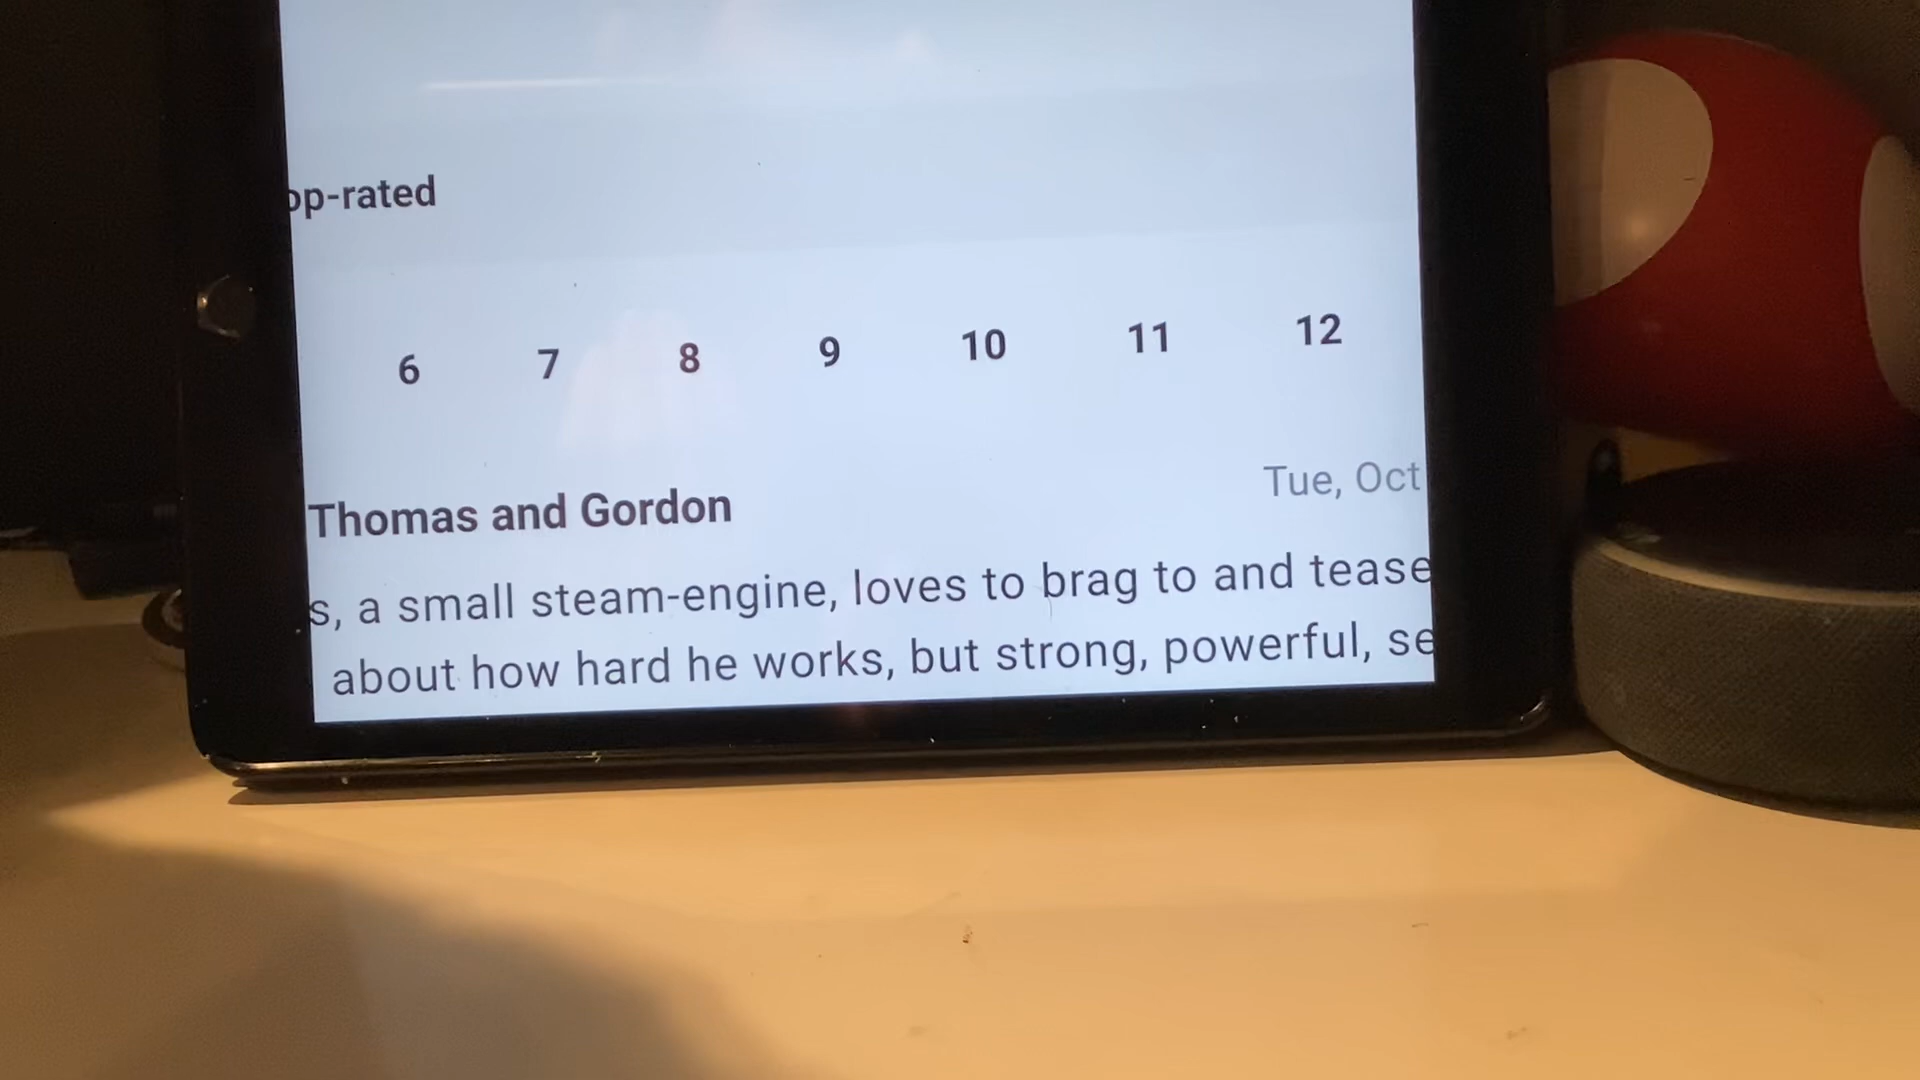 op-rated
6 7 8 9 10 11 12
Thomas and Gordon
Tue, Oct
s, a small steam-engine, loves to brag to and tease
about how hard he works, but strong, powerful, se